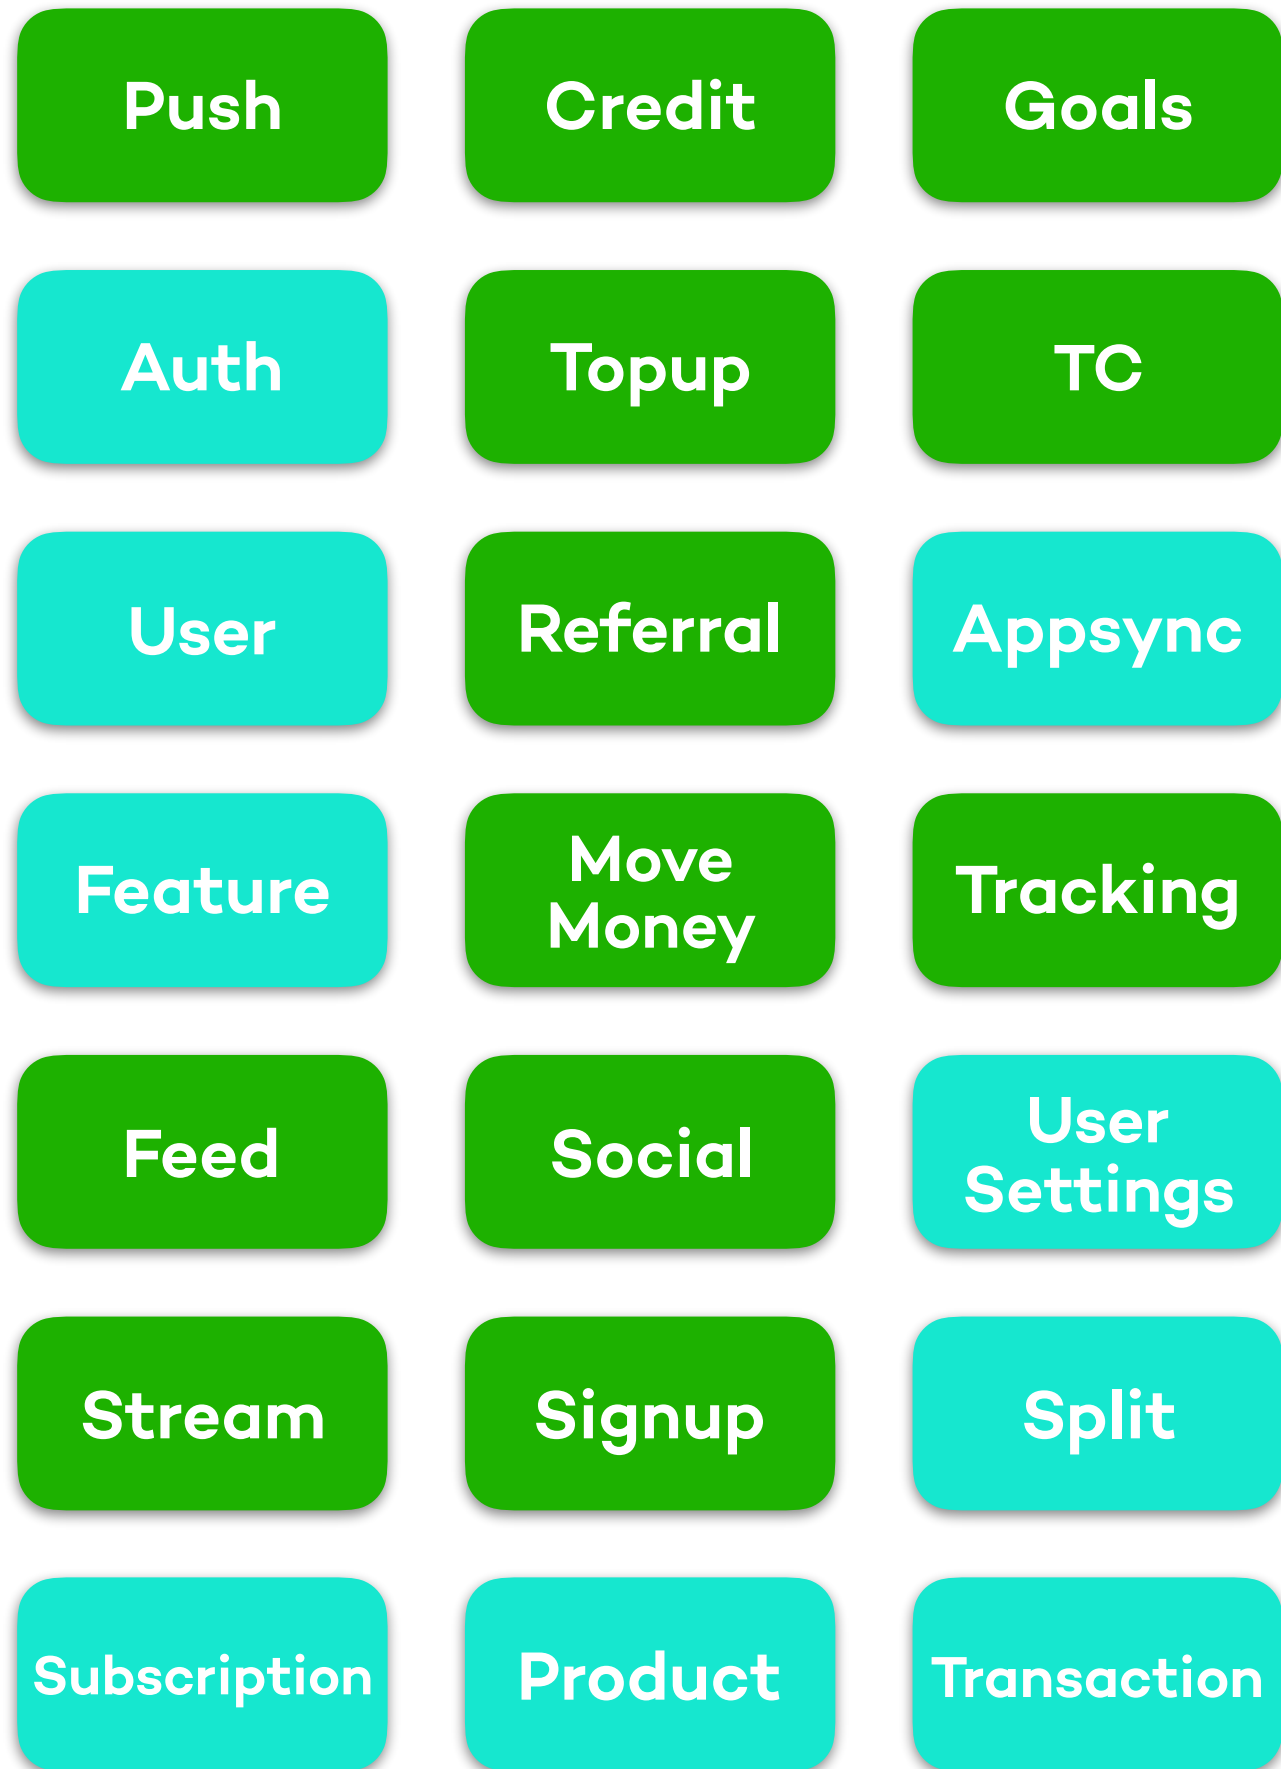 Push
Credit
Goals
Auth
Topup
TC
User
Referral
Appsync
Feature
Move
Money
Tracking
Feed
Social
User
Settings
Stream
Signup
Split
Subscription
Product
Transaction